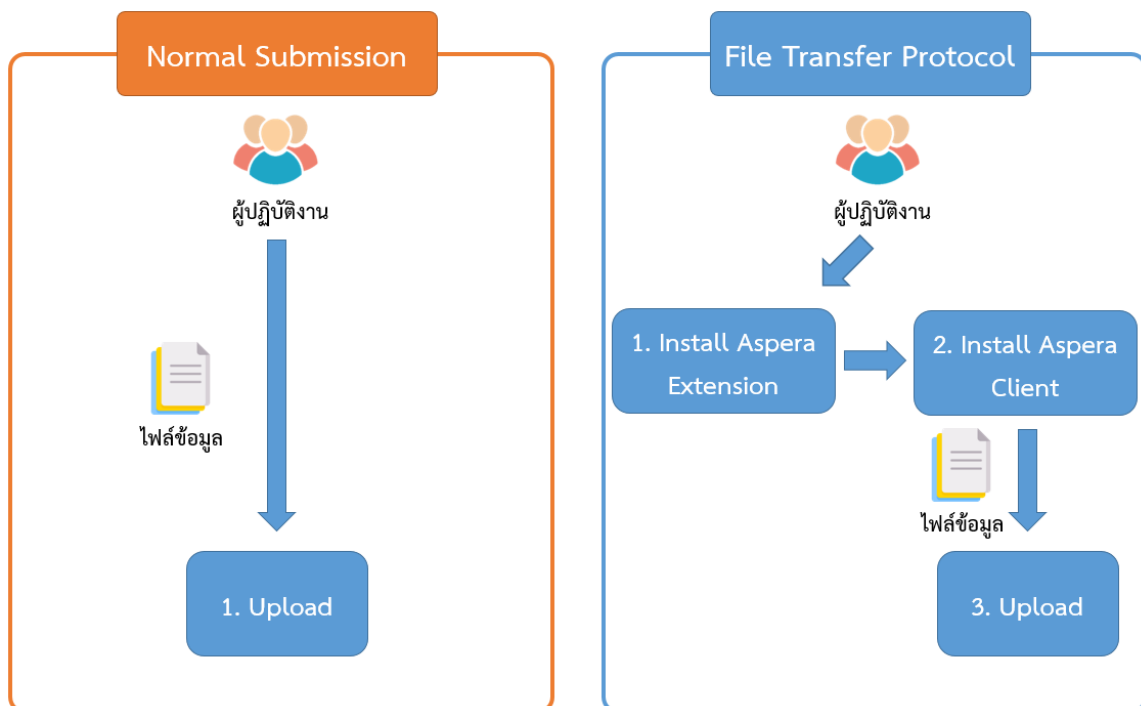 Normal Submission
ผู้ปฏิบัติงาน
ไฟล์ข้อมูล
1. Upload
File Transfer Protocol
ผู้ปฏิบัติงาน
1. Install Aspera
Extension
2. Install Aspera
Client
ไฟล์ข้อมูล
3. Upload